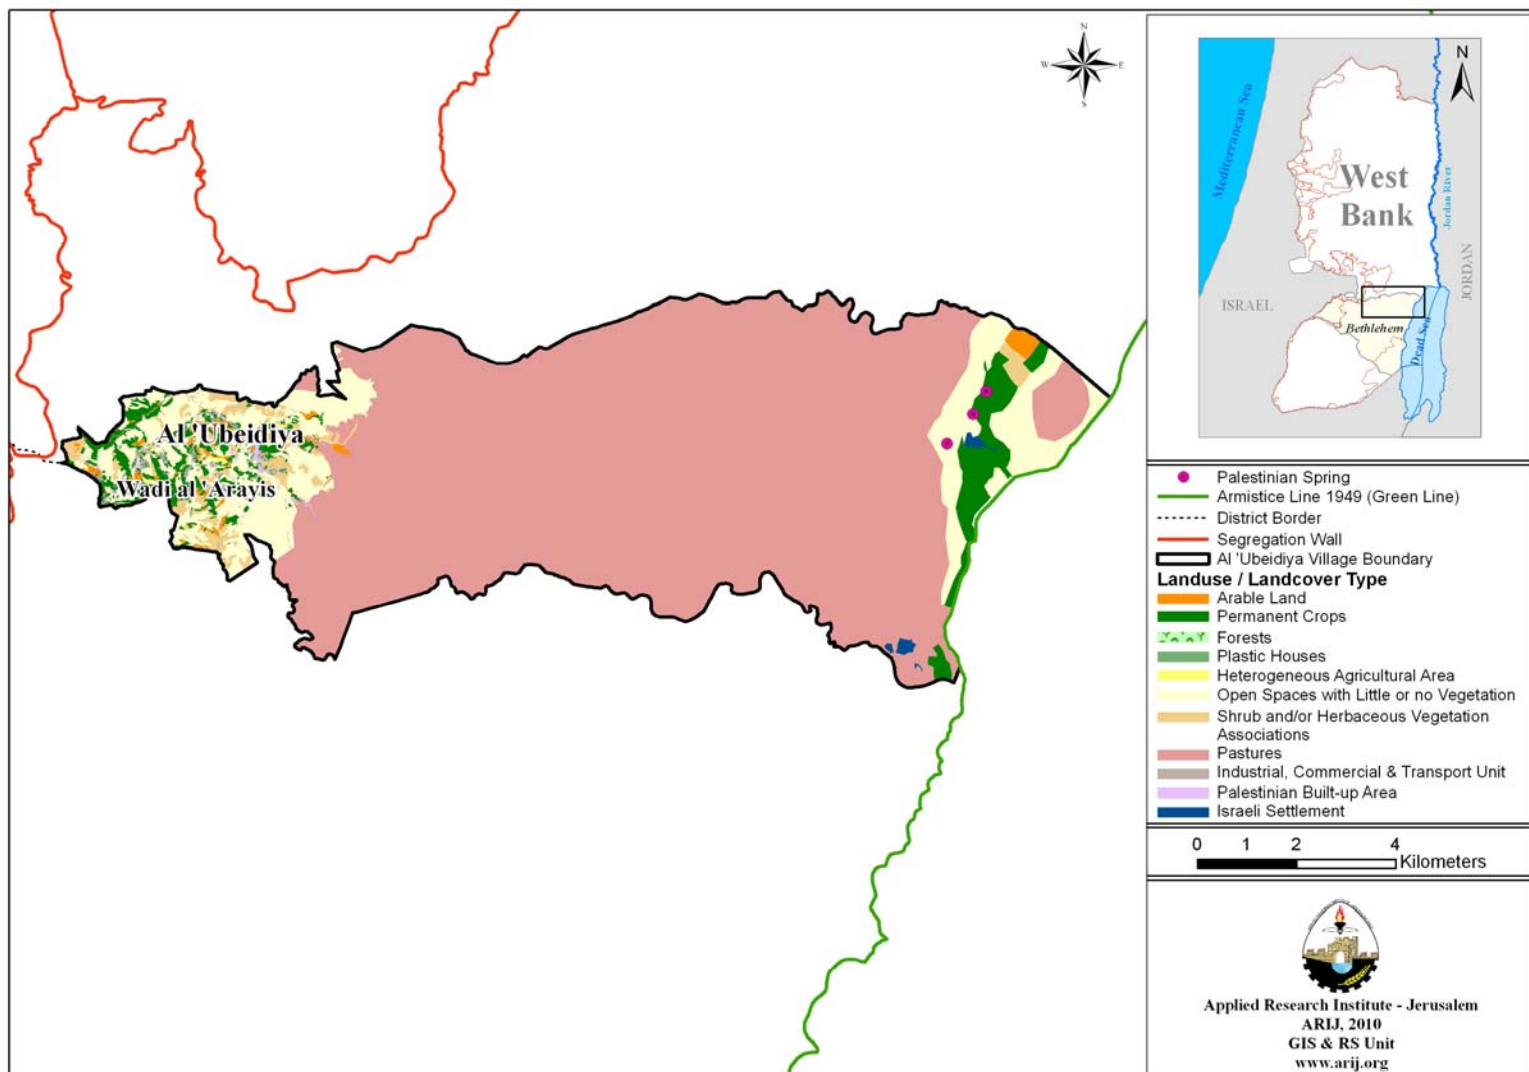 N
W
E
S
Al 'Ubeidiya
Wadi al 'Arayis
N
Mediterranean Sea
West
Bank
Jordan River
JORDAN
ISRAEL
Bethlehem
Dead Sea
Palestinian Spring
Armistice Line 1949 (Green Line)
District Border
Segregation Wall
Al 'Ubeidiya Village Boundary
Landuse / Landcover Type
Arable Land
Permanent Crops
Forests
Plastic Houses
Heterogeneous Agricultural Area
Open Spaces with Little or no Vegetation
Shrub and/or Herbaceous Vegetation
Associations
Pastures
Industrial, Commercial & Transport Unit
Palestinian Built-up Area
Israeli Settlement
0 1 2 4
Kilometers
Applied Research Institute - Jerusalem
ARIJ, 2010
GIS & RS Unit
www.arij.org